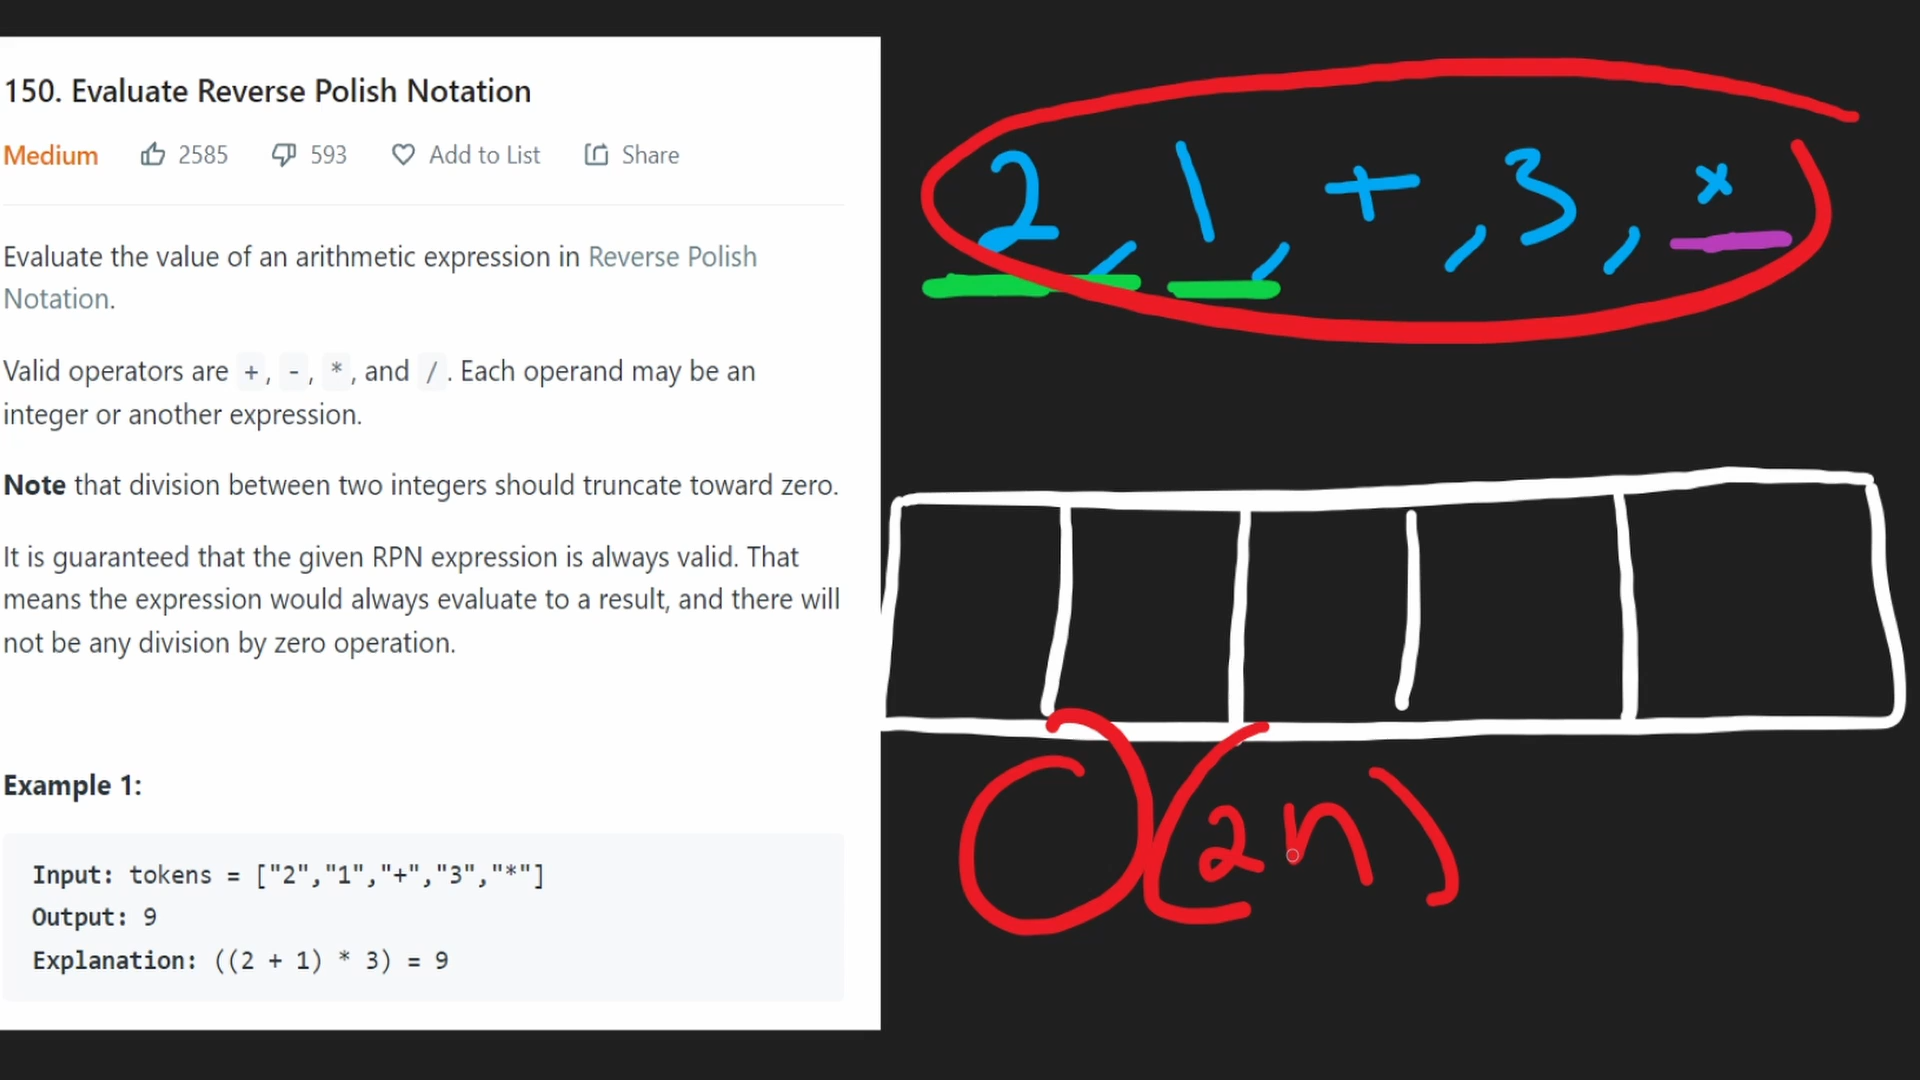 150. Evaluate Reverse Polish Notation
Medium 2585 593 Add to List Share
Evaluate the value of an arithmetic expression in Reverse Polish
Notation.
Valid operators are +, -, *, and /. Each operand may be an
integer or another expression.
Note that division between two integers should truncate toward zero.
It is guaranteed that the given RPN expression is always valid. That
means the expression would always evaluate to a result, and there will
not be any division by zero operation.
Example 1:
Input: tokens = ["2","1","+","3","*"]
Output: 9
Explanation: ((2 + 1) * 3) = 9
2, 1, +, 3, *
O(2n)